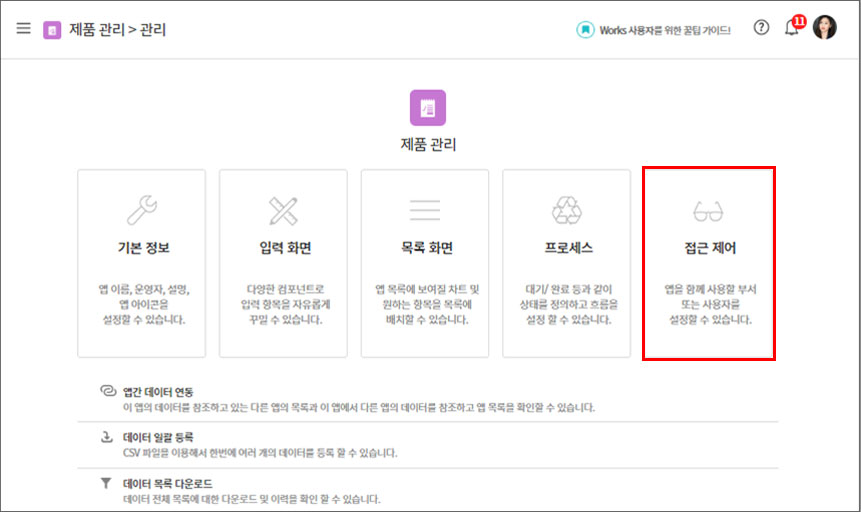 제품 관리 > 관리
Works 사용자를 위한 꿀팁 가이드!
?
11
제품 관리
기본 정보
앱 이름, 운영자, 설명,
앱 아이콘을
설정할 수 있습니다.
입력 화면
다양한 컴포넌트로
입력 항목을 자유롭게
꾸밀 수 있습니다.
목록 화면
앱 목록에 보여질 차트 및
원하는 항목을 목록에
배치할 수 있습니다.
프로세스
대기/ 완료 등과 같이
상태를 정의하고 흐름을
설정 할 수 있습니다.
접근 제어
앱을 함께 사용할 부서
또는 사용자를
설정할 수 있습니다.
앱간 데이터 연동
이 앱의 데이터를 참조하고 있는 다른 앱의 목록과 이 앱에서 다른 앱의 데이터를 참조하고 앱 목록을 확인할 수 있습니다.
데이터 일괄 등록
CSV 파일을 이용해서 한번에 여러 개의 데이터를 등록 할 수 있습니다.
데이터 목록 다운로드
데이터 전체 목록에 대한 다운로드 및 이력을 확인 할 수 있습니다.